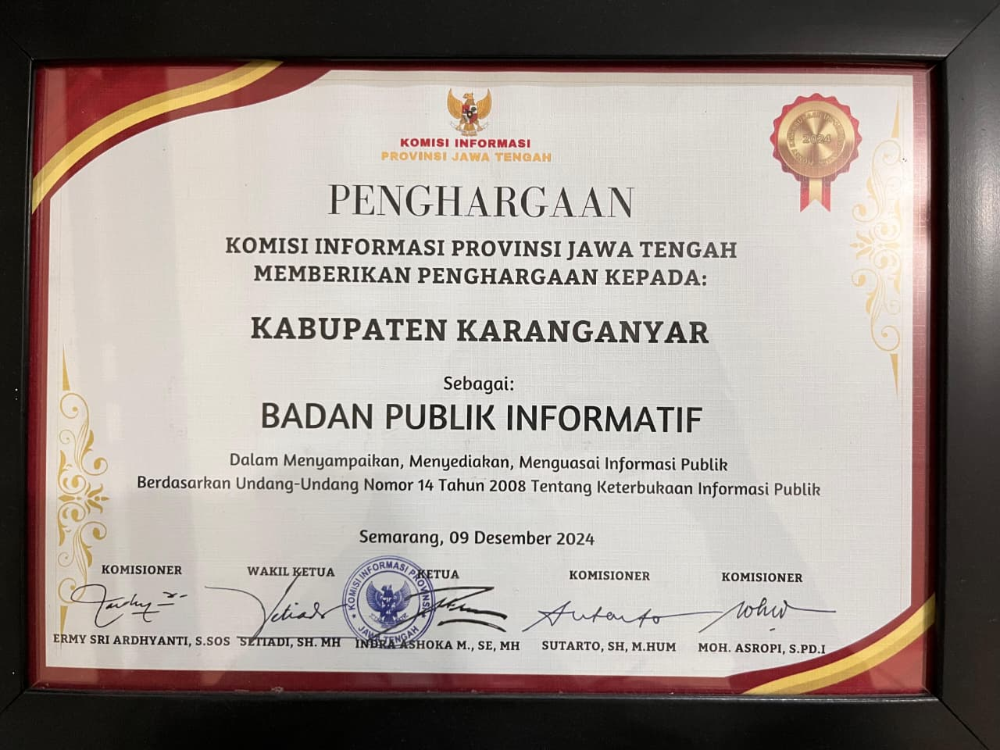 KOMISI INFORMASI
PROVINSI JAWA TENGAH
2024
PENGHARGAAN
KOMISI INFORMASI PROVINSI JAWA TENGAH
MEMBERIKAN PENGHARGAAN KEPADA:
KABUPATEN KARANGANYAR
Sebagai:
BADAN PUBLIK INFORMATIF
Dalam Menyampaikan, Menyediakan, Menguasai Informasi Publik
Berdasarkan Undang-Undang Nomor 14 Tahun 2008 Tentang Keterbukaan Informasi Publik
Semarang, 09 Desember 2024
KOMISIONER WAKIL KETUA KETUA KOMISIONER KOMISIONER
KOMISI INFORMASI PROVINSI
JAWA TENGAH
ERMY SRI ARDHYANTI, S.SOS SETIADI, SH. MH INDRA ASHOKA M., SE, MH SUTARTO, SH, M.HUM MOH. ASROPI, S.PD.I